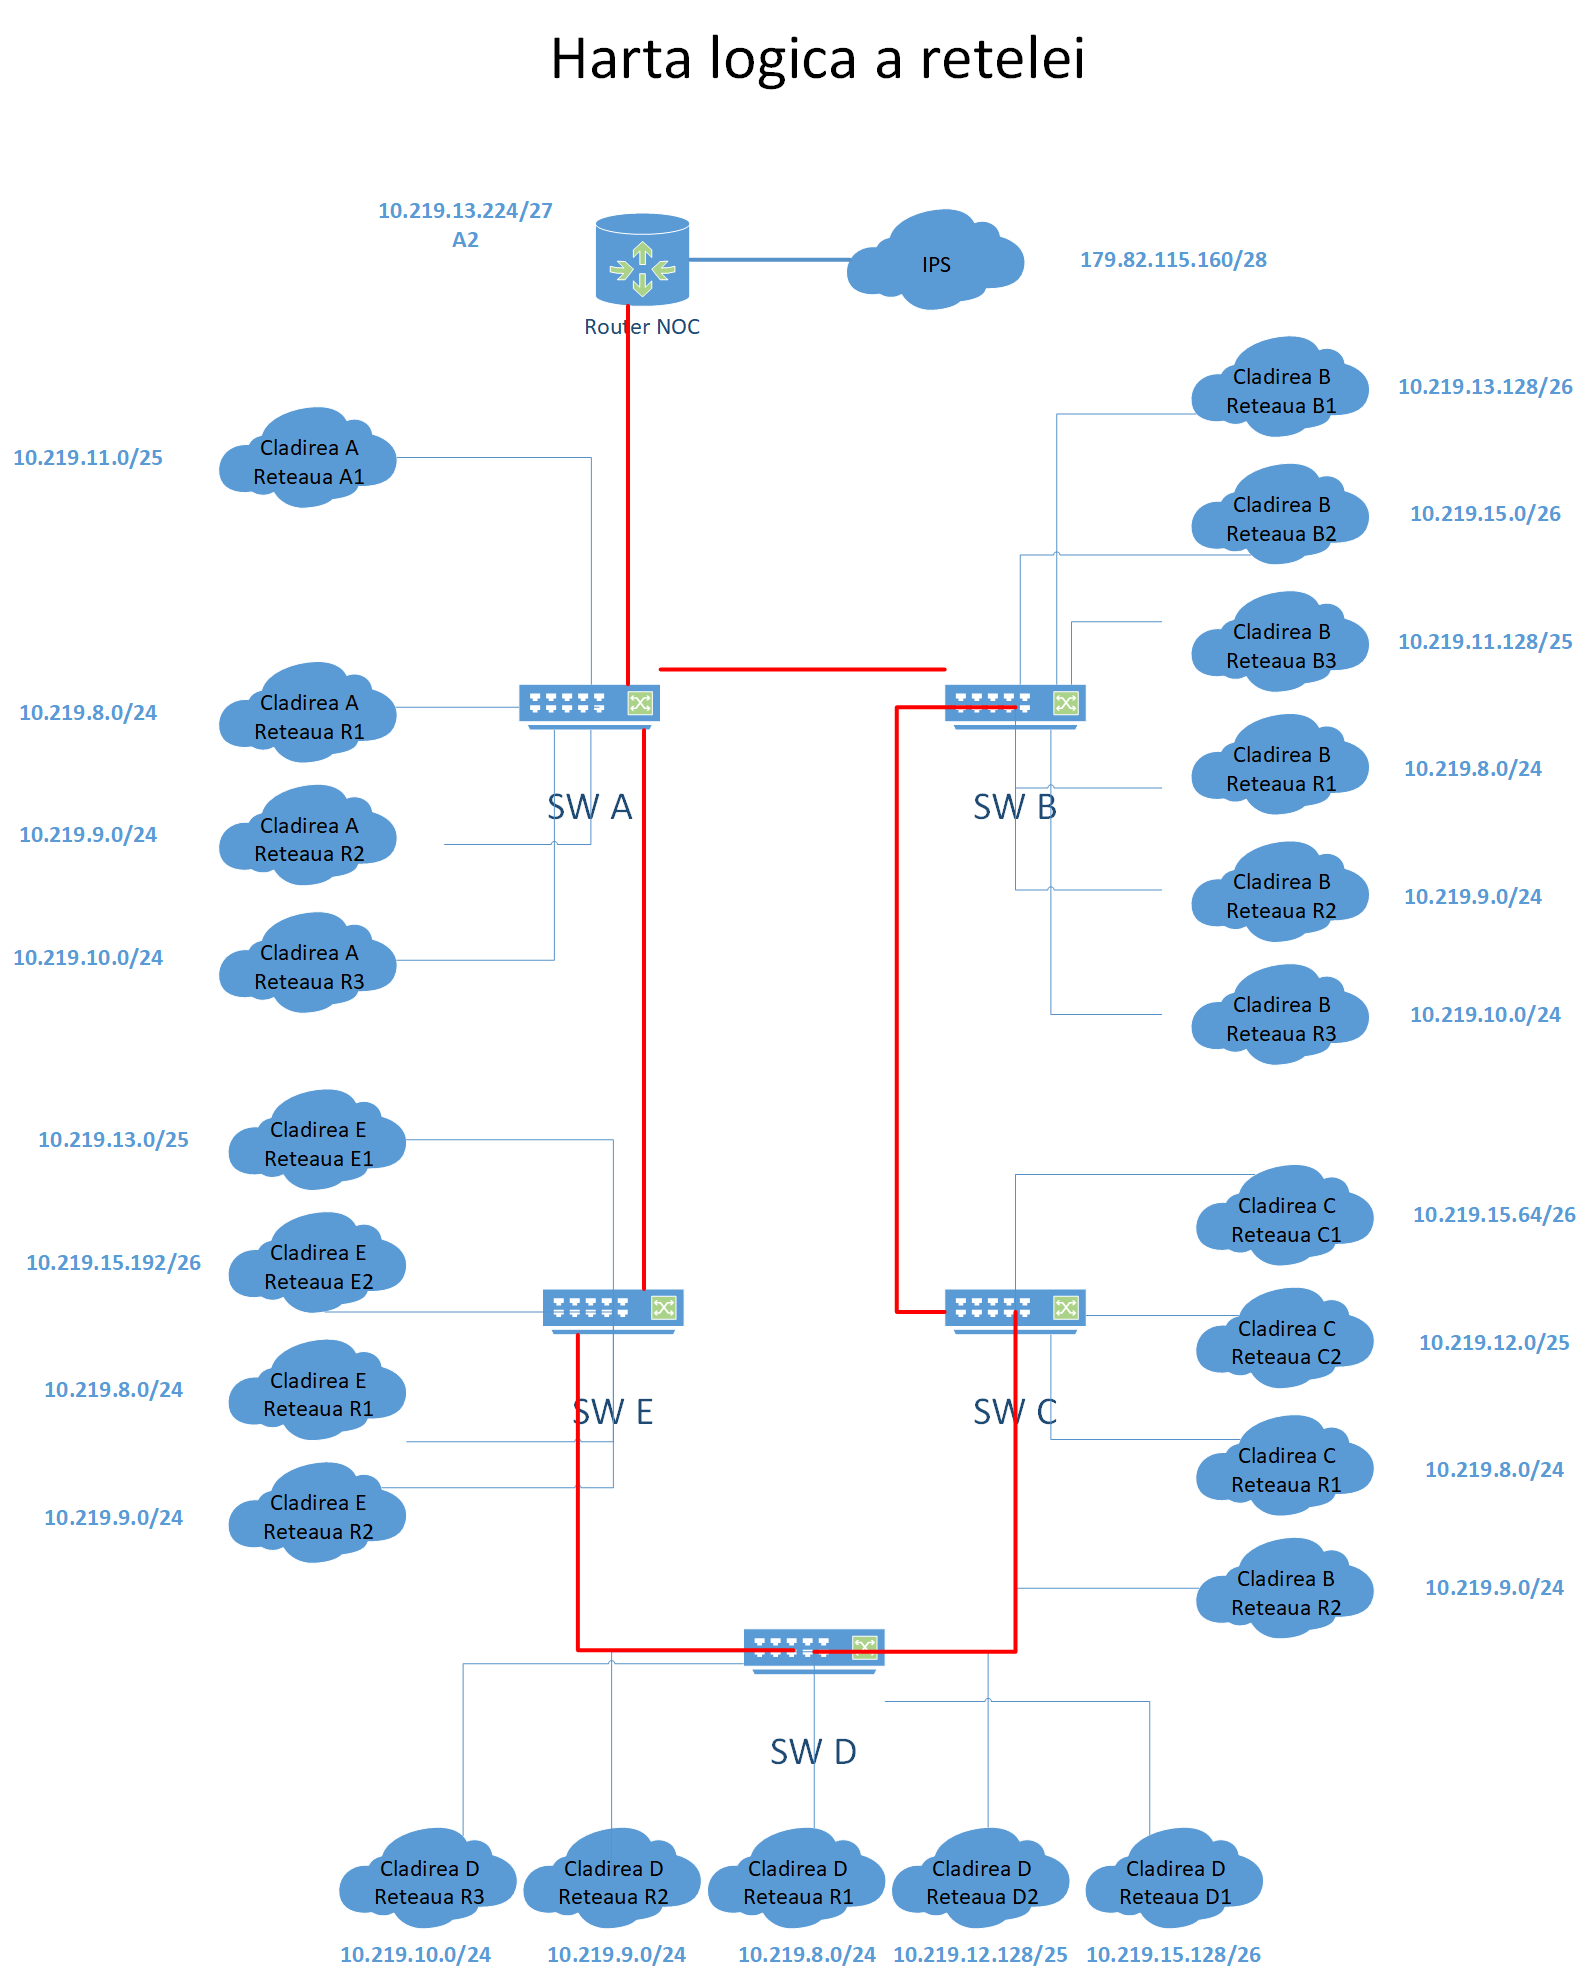 Harta logica a retelei
10.219.13.224/27
A2
IPS
179.82.115.160/28
Router NOC
Cladirea A
Reteaua A1
10.219.11.0/25
Cladirea A
Reteaua R1
10.219.8.0/24
Cladirea A
Reteaua R2
10.219.9.0/24
Cladirea A
Reteaua R3
10.219.10.0/24
SW A
Cladirea B
Reteaua B1
10.219.13.128/26
Cladirea B
Reteaua B2
10.219.15.0/26
Cladirea B
Reteaua B3
10.219.11.128/25
Cladirea B
Reteaua R1
10.219.8.0/24
Cladirea B
Reteaua R2
10.219.9.0/24
Cladirea B
Reteaua R3
10.219.10.0/24
SW B
Cladirea E
Reteaua E1
10.219.13.0/25
Cladirea E
Reteaua E2
10.219.15.192/26
Cladirea E
Reteaua R1
10.219.8.0/24
Cladirea E
Reteaua R2
10.219.9.0/24
SW E
Cladirea C
Reteaua C1
10.219.15.64/26
Cladirea C
Reteaua C2
10.219.12.0/25
Cladirea C
Reteaua R1
10.219.8.0/24
Cladirea B
Reteaua R2
10.219.9.0/24
SW C
SW D
Cladirea D
Reteaua R3
10.219.10.0/24
Cladirea D
Reteaua R2
10.219.9.0/24
Cladirea D
Reteaua R1
10.219.8.0/24
Cladirea D
Reteaua D2
10.219.12.128/25
Cladirea D
Reteaua D1
10.219.15.128/26